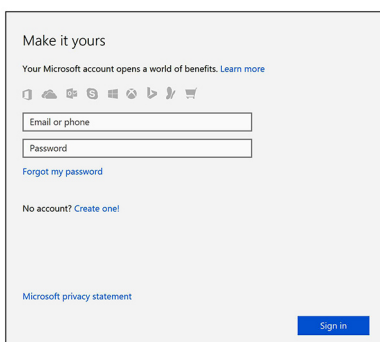 Make it yours
Your Microsoft account opens a world of benefits. Learn more
Email or phone
Password
Forgot my password
No account? Create one!
Microsoft privacy statement
Sign in